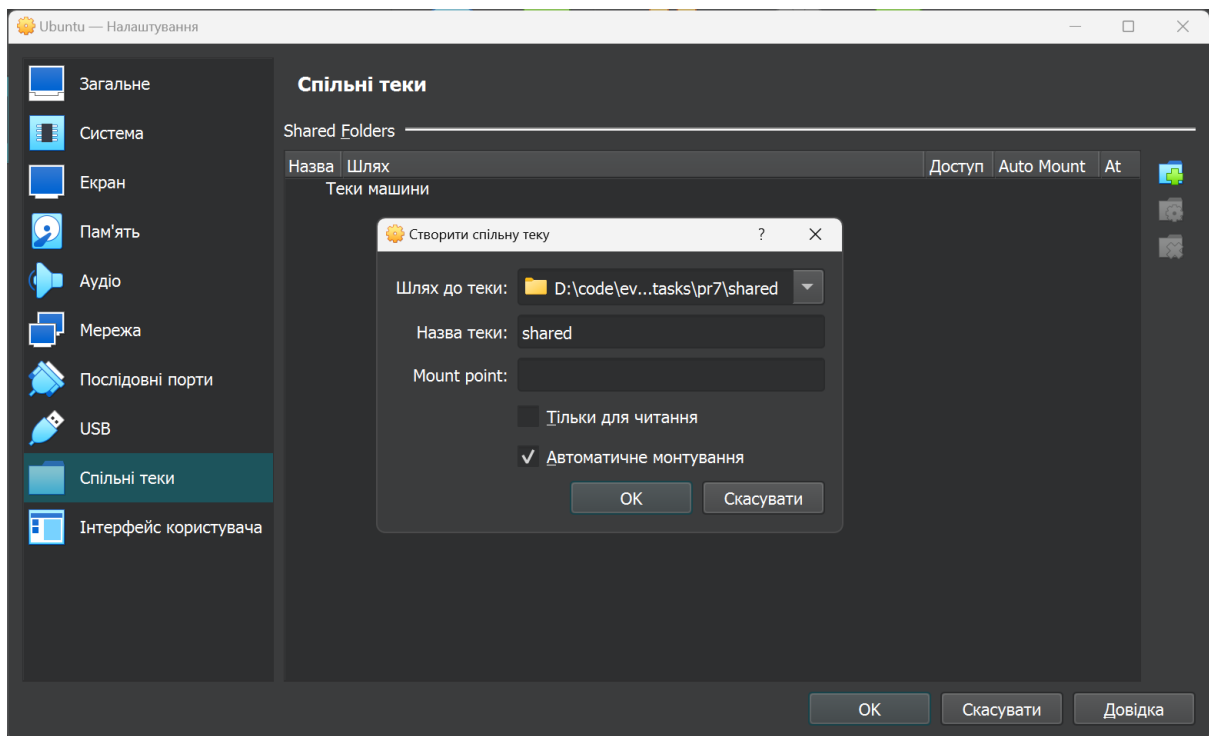 Ubuntu — Налаштування
Загальне
Система
Екран
Пам'ять
Аудіо
Мережа
Послідовні порти
USB
Спільні теки
Інтерфейс користувача
Спільні теки
Shared Folders
Назва Шлях Доступ Auto Mount At
Теки машини
Створити спільну теку ?
Шлях до теки: D:\code\ev...tasks\pr7\shared
Назва теки: shared
Mount point:
Тільки для читання
Автоматичне монтування
OK Скасувати
OK Скасувати Довідка